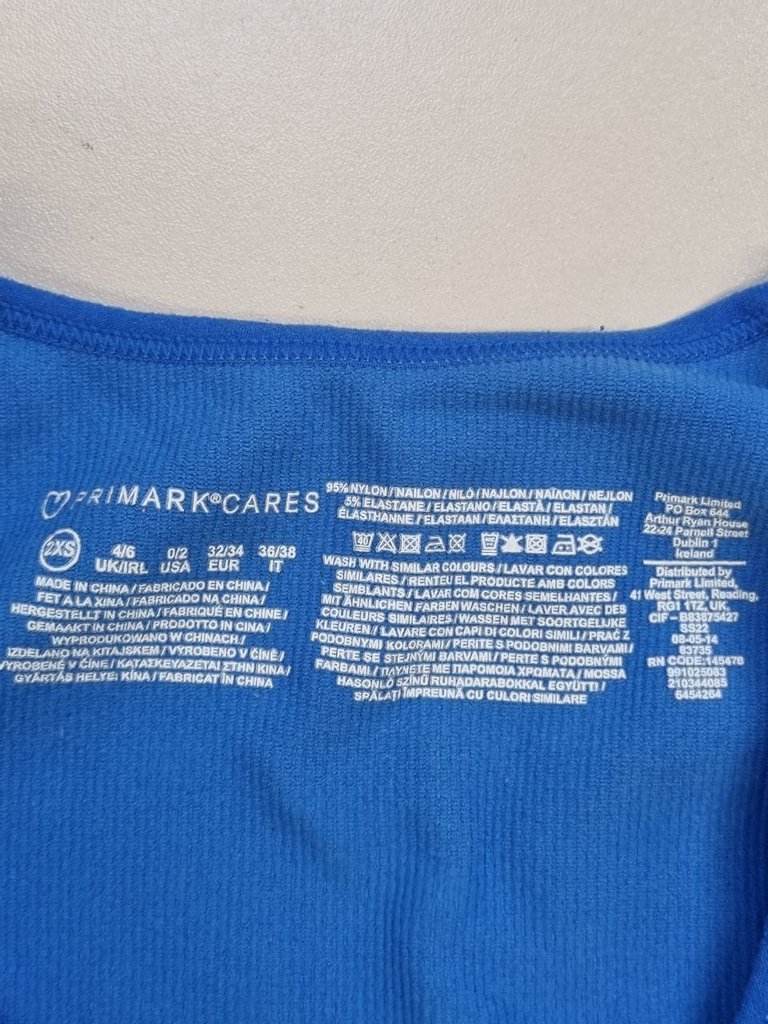 PRIMARK®CARES
2XS
4/6 0/2 32/34 36/38
UK/IRL USA EUR IT
MADE IN CHINA / FABRICADO EN CHINA /
FET A LA XINA / FABRICADO NA CHINA /
HERGESTELLT IN CHINA / FABRIQUÉ EN CHINE /
GEMAAKT IN CHINA / PRODOTTO IN CINA /
WYPRODUKOWANO W CHINACH /
IZDELANO NA KITAJSKEM / VYROBENO V ČÍNĚ /
VYROBENÉ V ČÍNE / ΚΑΤΑΣΚΕΥΑΖΕΤΑΙ ΣΤΗΝ ΚΙΝΑ /
GYÁRTÁS HELYE: KÍNA / FABRICAT ÎN CHINA
95% NYLON / NAILON / NILÓ / NAJLON / ΝΑΪΛΟΝ / NEJLON
5% ELASTANE / ELASTANO / ELASTÀ / ELASTAN /
ÉLASTHANNE / ELASTAAN / ΕΛΑΣΤΑΝΗ / ELASZTÁN
WASH WITH SIMILAR COLOURS / LAVAR CON COLORES
SIMILARES / RENTEU EL PRODUCTE AMB COLORS
SEMBLANTS / LAVAR COM CORES SEMELHANTES /
MIT ÄHNLICHEN FARBEN WASCHEN / LAVER AVEC DES
COULEURS SIMILAIRES / WASSEN MET SOORTGELIJKE
KLEUREN / LAVARE CON CAPI DI COLORI SIMILI / PRAĆ Z
PODOBNYMI KOLORAMI / PERITE S PODOBNIMI BARVAMI /
PERTE SE STEJNÝMI BARVAMI / PERTE S PODOBNÝMI
FARBAMI / ΠΛΥΝΕΤΕ ΜΕ ΠΑΡΟΜΟΙΑ ΧΡΩΜΑΤΑ / MOSSA
HASONLÓ SZÍNŰ RUHADARABOKKAL EGYÜTT! /
SPĂLAȚI ÎMPREUNĂ CU CULORI SIMILARE
Primark Limited
PO Box 644
Arthur Ryan House
22-24 Parnell Street
Dublin 1
Ireland
Distributed by
Primark Limited,
41 West Street, Reading,
RG1 1TZ, UK.
CIF – B83875427
BS32
08-05-14
83735
RN CODE:145478
991025083
210344085
6454264